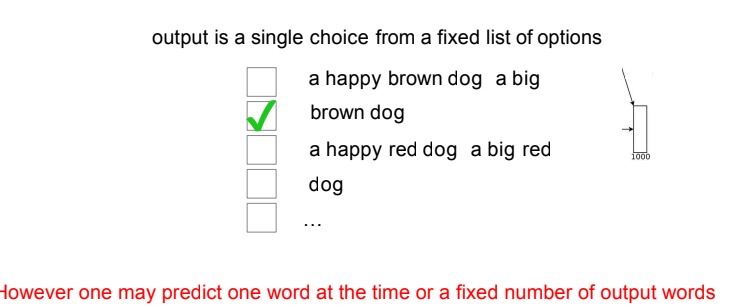 output is a single choice from a fixed list of options
a happy brown dog a big
brown dog
a happy red dog a big red
dog
...
1000
However one may predict one word at the time or a fixed number of output words